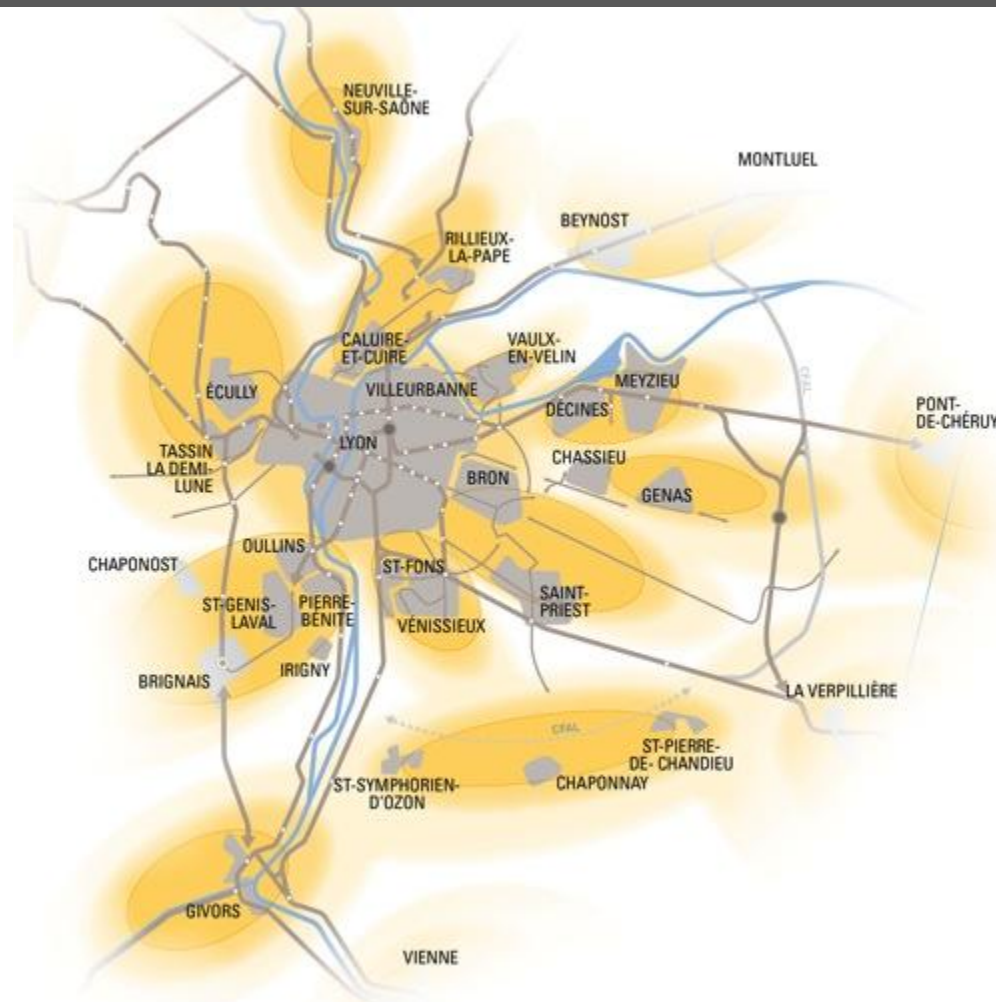 NEUVILLE-
SUR-SAÔNE
MONTLUEL
BEYNOST
RILLIEUX-
LA-PAPE
CALUIRE-
ET-CUIRE
VAULX-
EN-VELIN
VILLEURBANNE
MEYZIEU
CFAL
ÉCULLY
DÉCINES
PONT-
DE-CHÉRUY
LYON
TASSIN
LA DEMI-
LUNE
CHASSIEU
BRON
GENAS
OULLINS
CHAPONOST
ST-FONS
ST-GENIS-
LAVAL
PIERRE-
BÉNITE
SAINT-
PRIEST
VÉNISSIEUX
IRIGNY
BRIGNAIS
LA VERPILLIÈRE
CFAL
ST-PIERRE-
DE- CHANDIEU
ST-SYMPHORIEN-
D'OZON
CHAPONNAY
GIVORS
VIENNE